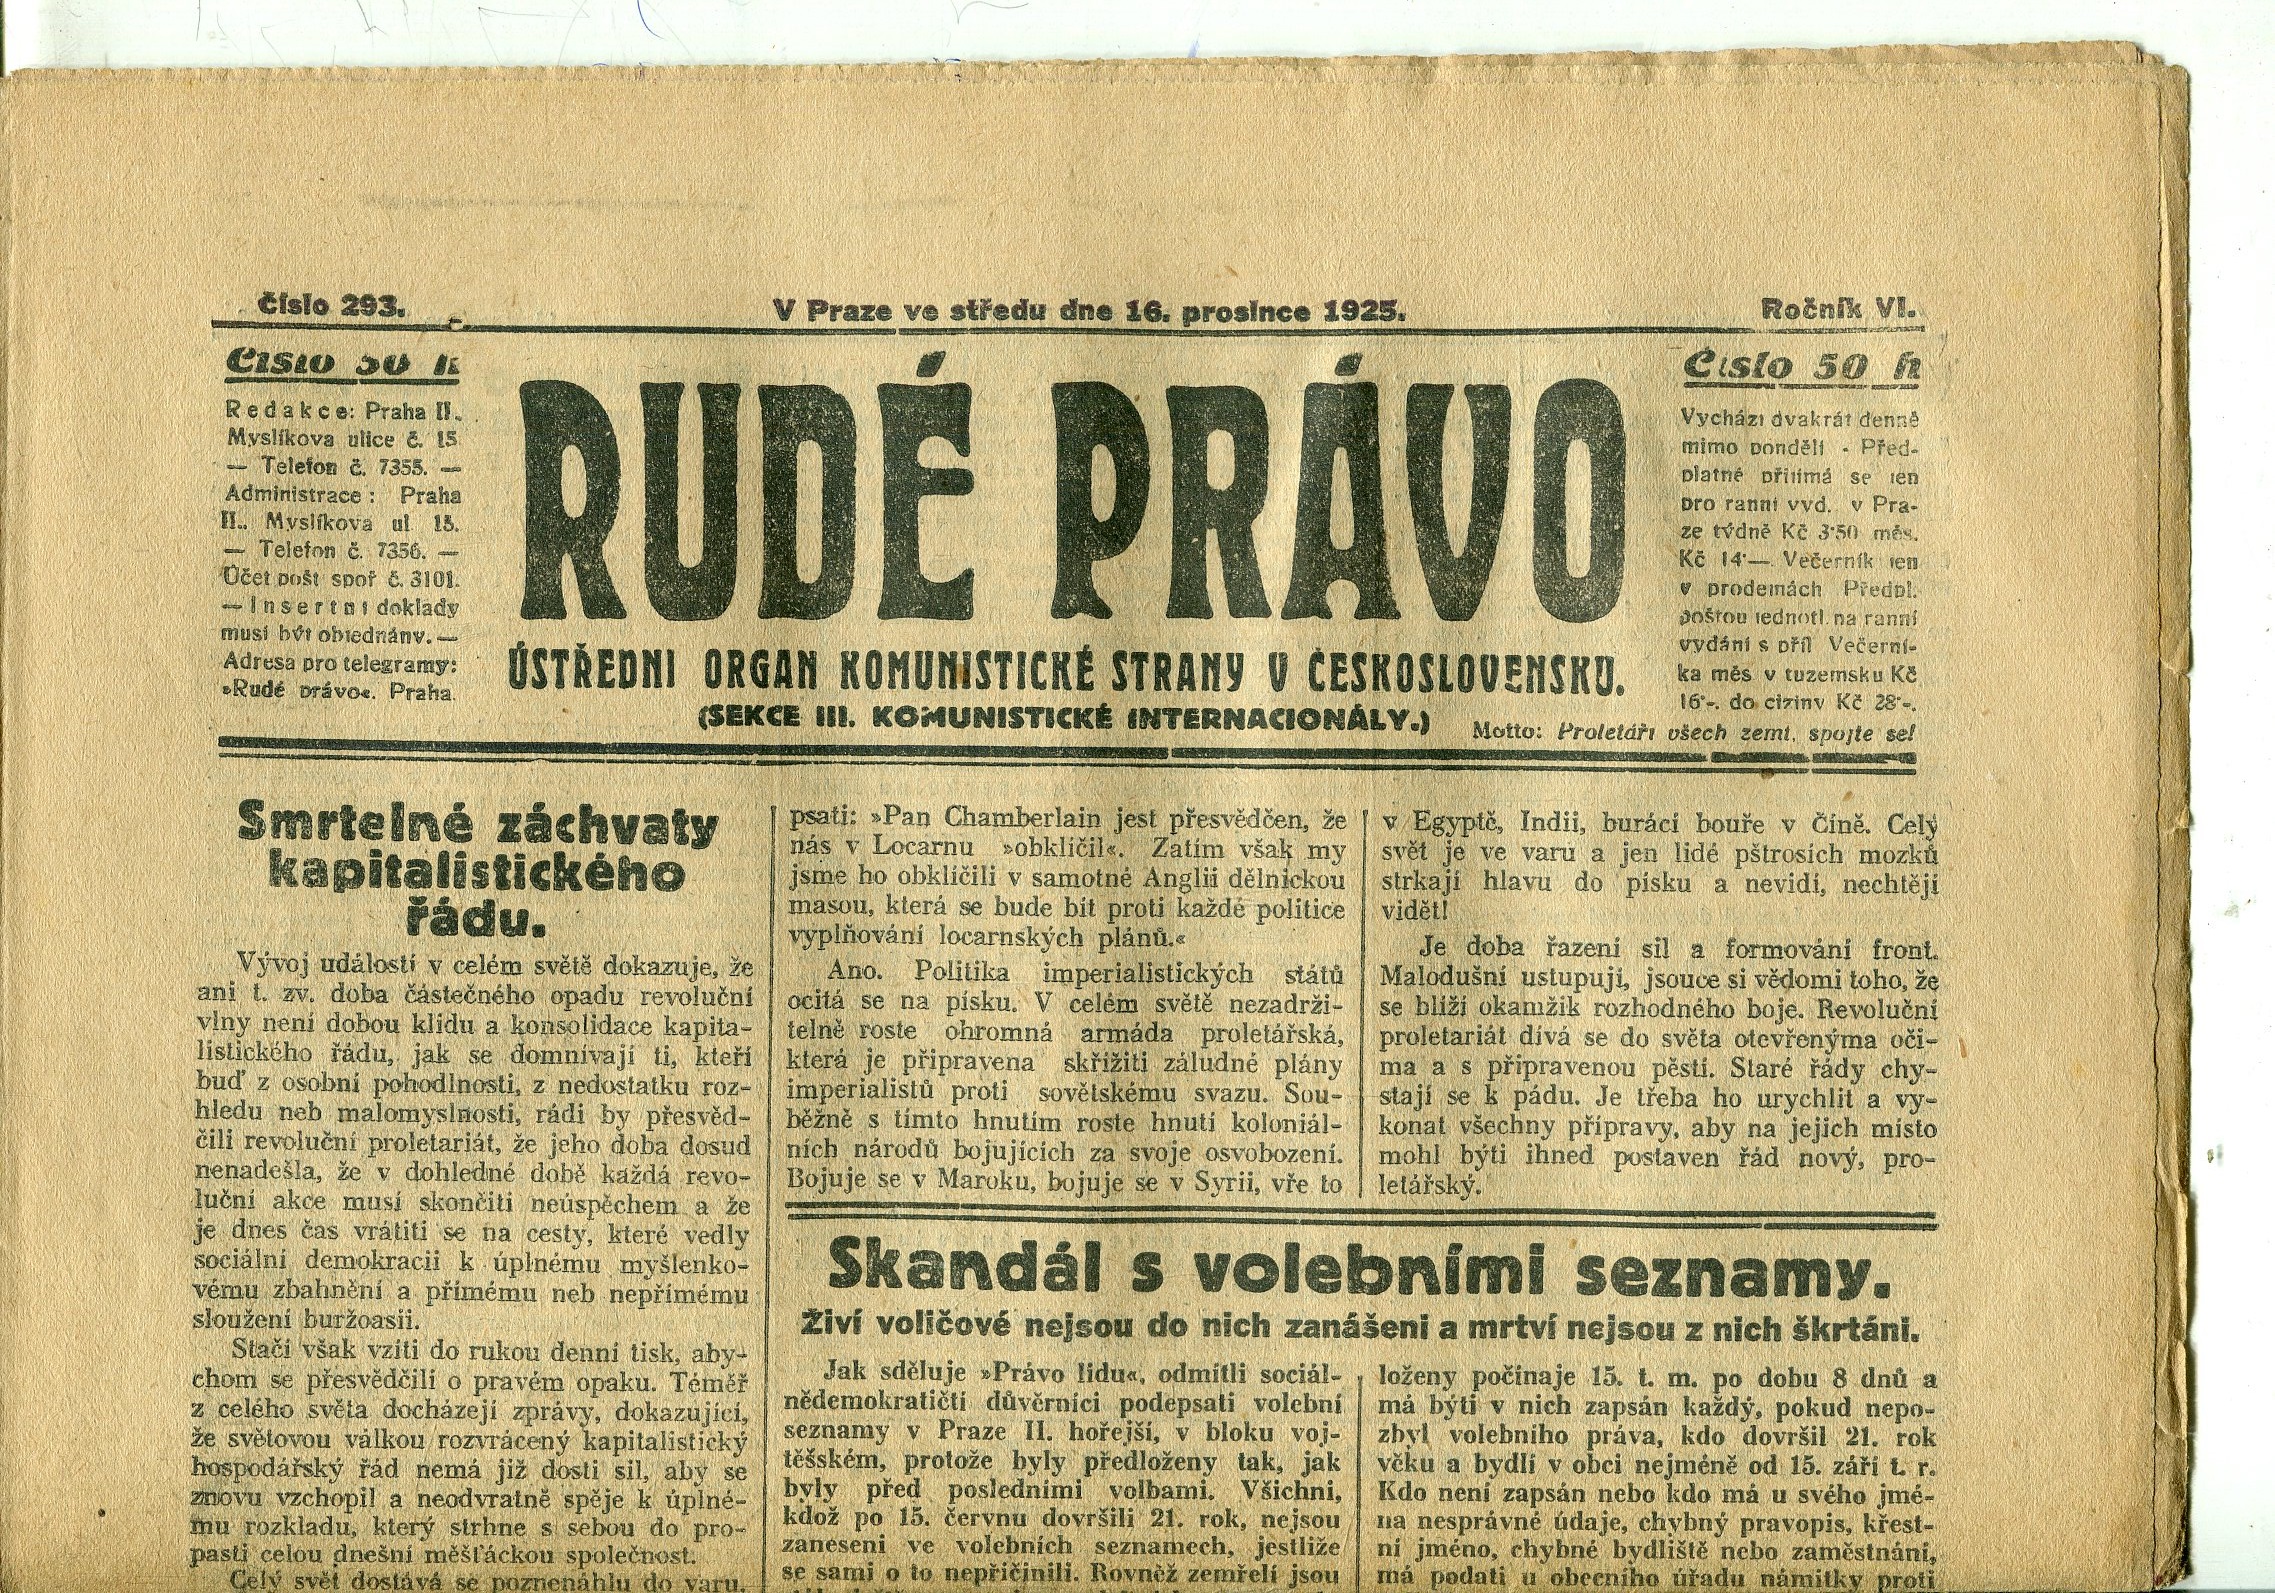 Číslo 293.
V Praze ve středu dne 16. prosince 1925.
Ročník VI.
Číslo 50 h
Redakce: Praha II.
Myslíkova ulice č. 15
— Telefon č. 7355. —
Administrace: Praha
II., Myslíkova ul 15.
— Telefon č. 7356. —
Účet pošt spoř č. 3101.
— Insertní doklady
musí být objednány. —
Adresa pro telegramy:
»Rudé právo«. Praha.
RUDÉ PRÁVO
ÚSTŘEDNI ORGAN KOMUNISTICKÉ STRANY V ČESKOSLOVENSKU.
(SEKCE III. KOMUNISTICKÉ INTERNACIONÁLY.)
Motto: Proletáři všech zemí, spojte se!
Číslo 50 h
Vychází dvakrát denně
mimo pondělí - Před-
platné přijímá se jen
pro ranní vyd. v Pra-
ze týdně Kč 3·50 měs.
Kč 14·—. Večerník jen
v prodejnách Předpl.
poštou jednotl. na ranní
vydání s příl Večerní-
ka měs v tuzemsku Kč
16·-. do ciziny Kč 28·-.
Smrtelné záchvaty
kapitalistického
řádu.
Vývoj událostí v celém světě dokazuje, že
ani t. zv. doba částečného opadu revoluční
vlny není dobou klidu a konsolidace kapita-
listického řádu, jak se domnívají ti, kteří
buď z osobní pohodlnosti, z nedostatku roz-
hledu neb malomyslnosti, rádi by přesvěd-
čili revoluční proletariát, že jeho doba dosud
nenadešla, že v dohledné době každá revo-
luční akce musí skončiti neúspěchem a že
je dnes čas vrátiti se na cesty, které vedly
sociální demokracii k úplnému myšlenko-
vému zbahnění a přímému neb nepřímému
sloužení buržoasii.
Stačí však vzíti do rukou denní tisk, aby-
chom se přesvědčili o pravém opaku. Téměř
z celého světa docházejí zprávy, dokazující,
že světovou válkou rozvrácený kapitalistický
hospodářský řád nemá již dosti sil, aby se
znovu vzchopil a neodvratně spěje k úplné-
mu rozkladu, který strhne s sebou do pro-
pasti celou dnešní měšťáckou společnost.
Celý svět dostává se poznenáhlu do varu.
psati: »Pan Chamberlain jest přesvědčen, že
nás v Locarnu »obklíčil«. Zatím však my
jsme ho obklíčili v samotné Anglii dělnickou
masou, která se bude bít proti každé politice
vyplňování locarnských plánů.«
Ano. Politika imperialistických států
ocitá se na písku. V celém světě nezadrži-
telně roste ohromná armáda proletářská,
která je připravena skřížiti záludné plány
imperialistů proti sovětskému svazu. Sou-
běžně s tímto hnutím roste hnutí koloniál-
ních národů bojujících za svoje osvobození.
Bojuje se v Maroku, bojuje se v Syrii, vře to
v Egyptě, Indii, burácí bouře v Číně. Celý
svět je ve varu a jen lidé pštrosích mozků
strkají hlavu do písku a nevidí, nechtějí
vidět!
Je doba řazení sil a formování front.
Malodušní ustupují, jsouce si vědomi toho, že
se blíží okamžik rozhodného boje. Revoluční
proletariát dívá se do světa otevřenýma oči-
ma a s připravenou pěstí. Staré řády chy-
stají se k pádu. Je třeba ho urychlit a vy-
konat všechny přípravy, aby na jejich místo
mohl býti ihned postaven řád nový, pro-
letářský.
Skandál s volebními seznamy.
Živí voličové nejsou do nich zanášeni a mrtví nejsou z nich škrtáni.
Jak sděluje »Právo lidu«, odmítli sociál-
nědemokratičtí důvěrníci podepsati volební
seznamy v Praze II. hořejší, v bloku voj-
těšském, protože byly předloženy tak, jak
byly před posledními volbami. Všichni,
kdož po 15. červnu dovršili 21. rok, nejsou
zaneseni ve volebních seznamech, jestliže
se sami o to nepřičinili. Rovněž zemřelí jsou
loženy počínaje 15. t. m. po dobu 8 dnů a
má býti v nich zapsán každý, pokud nepo-
zbyl volebního práva, kdo dovršil 21. rok
věku a bydlí v obci nejméně od 15. září t. r.
Kdo není zapsán nebo kdo má u svého jmé-
na nesprávné údaje, chybný pravopis, křest-
ní jméno, chybné bydliště nebo zaměstnání,
má podati u obecního úřadu námitky proti